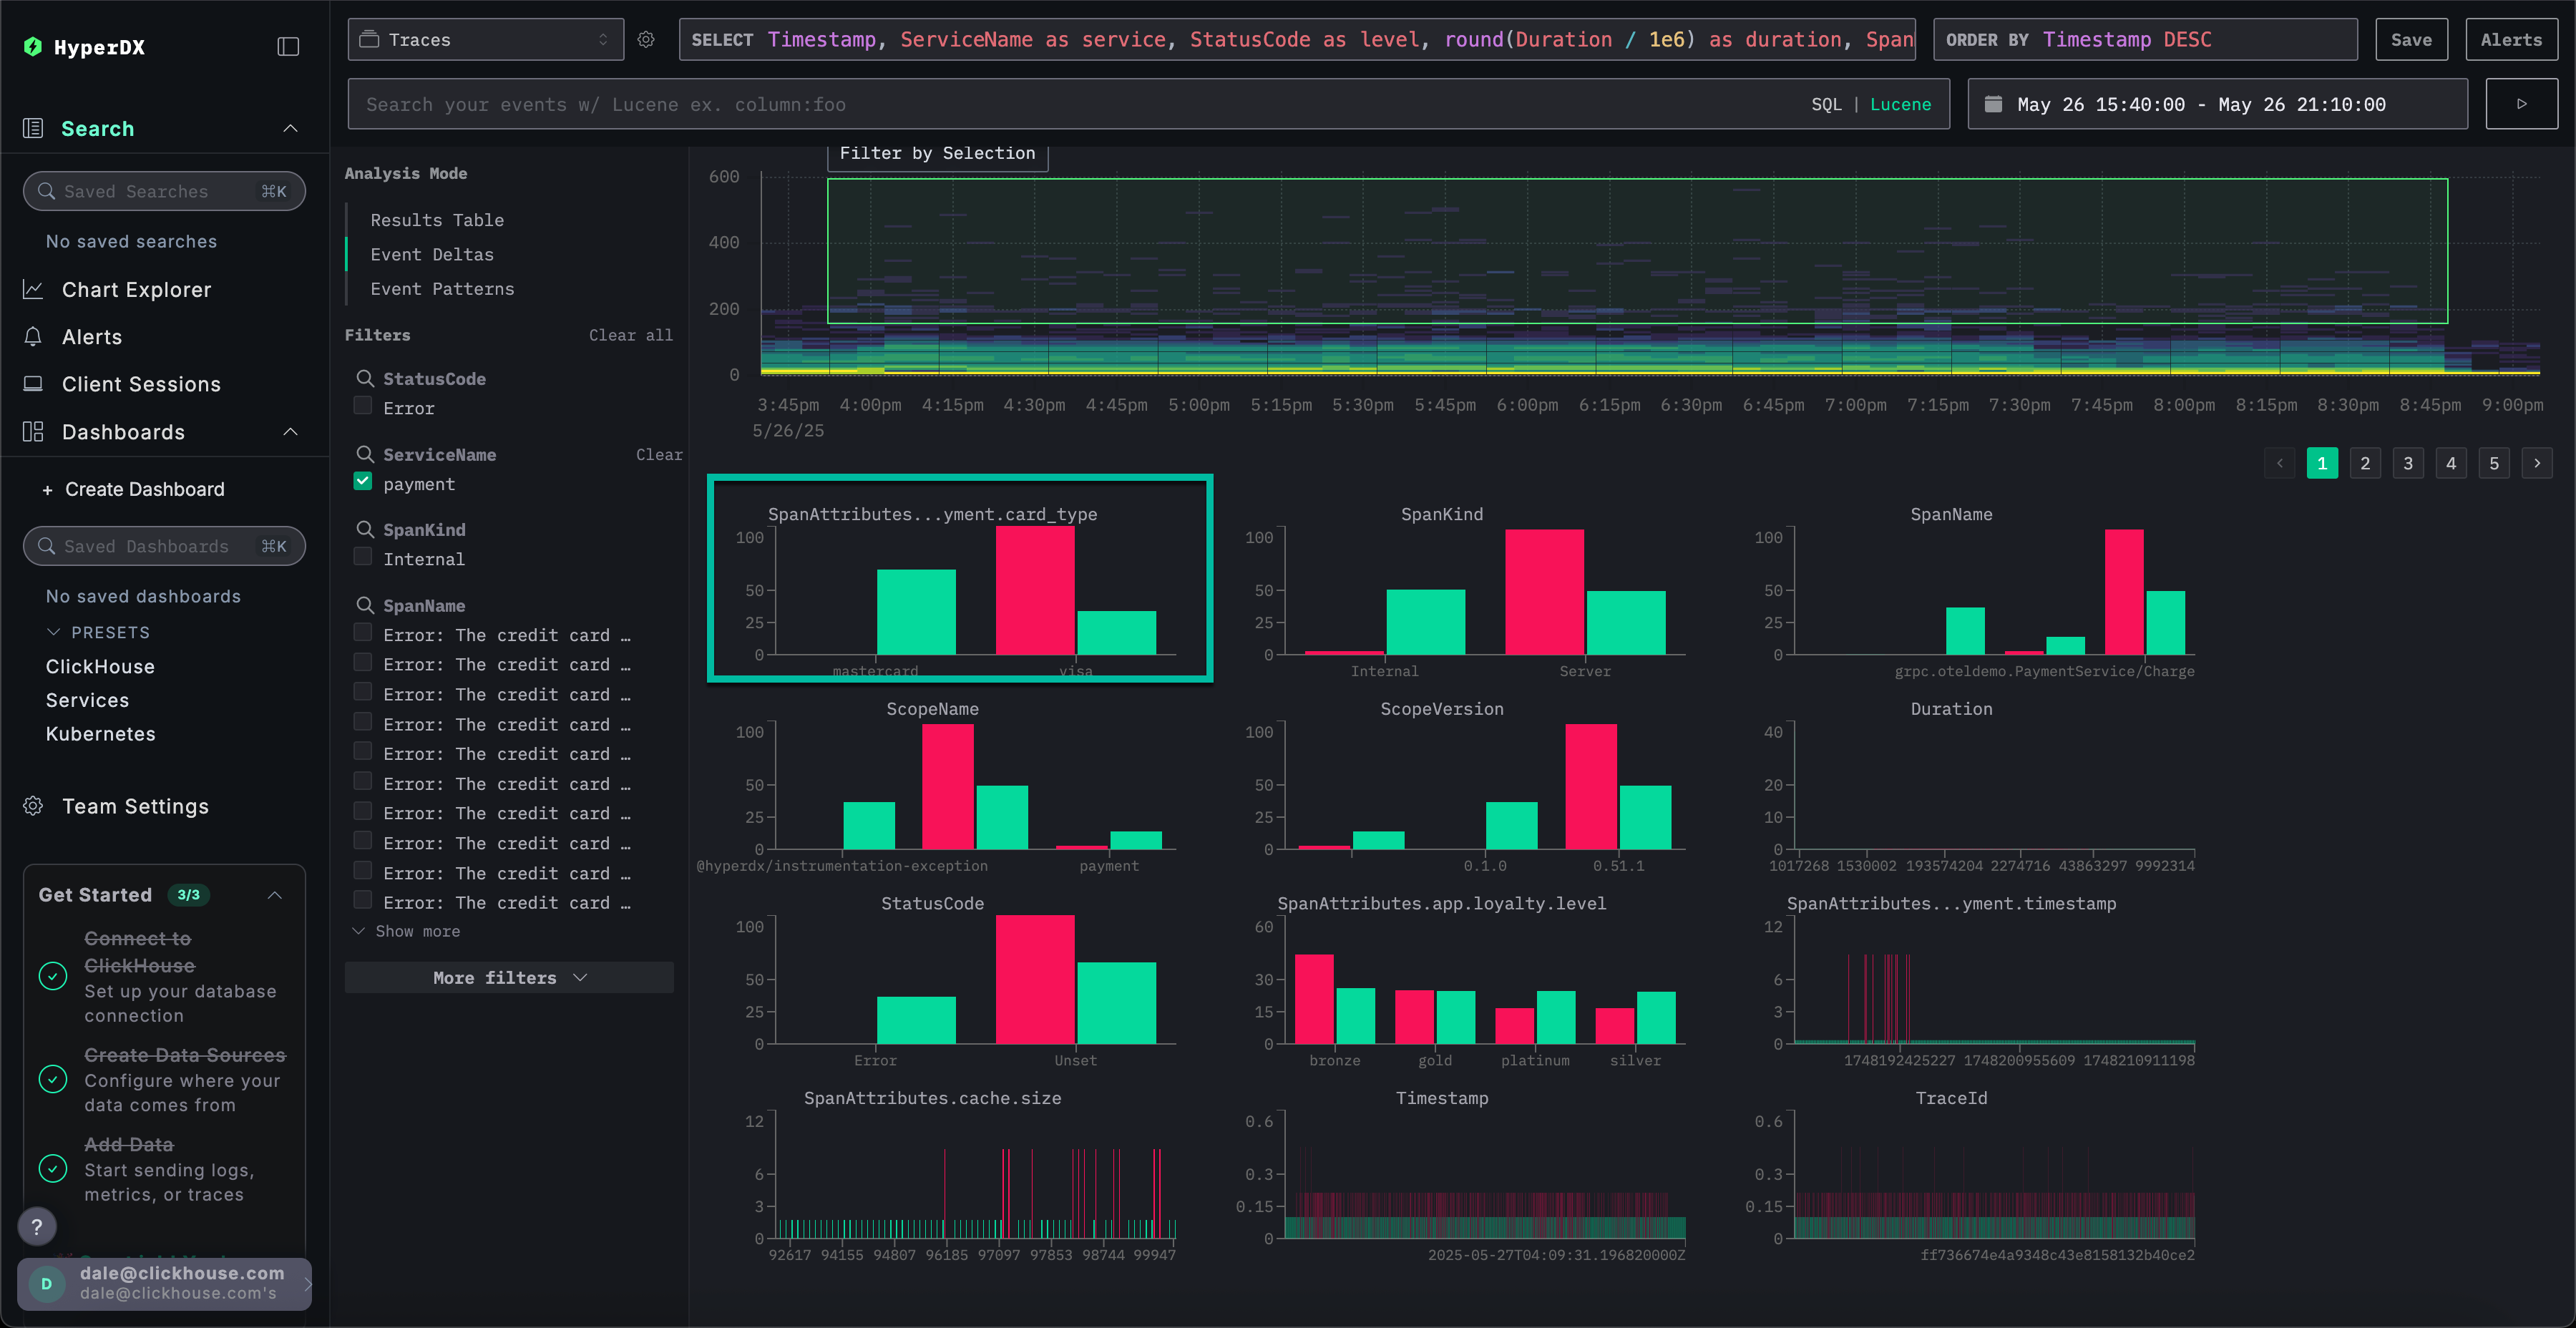 HyperDX
Search
Saved Searches ⌘K
No saved searches
Chart Explorer
Alerts
Client Sessions
Dashboards
+ Create Dashboard
Saved Dashboards ⌘K
No saved dashboards
PRESETS
ClickHouse
Services
Kubernetes
Team Settings
Get Started 3/3
Connect to
ClickHouse
Set up your database
connection
Create Data Sources
Configure where your
data comes from
Add Data
Start sending logs,
metrics, or traces
?
D
dale@clickhouse.com
dale@clickhouse.com's
Traces
SELECT Timestamp, ServiceName as service, StatusCode as level, round(Duration / 1e6) as duration, Span
ORDER BY Timestamp DESC
Save
Alerts
Search your events w/ Lucene ex. column:foo
SQL | Lucene
May 26 15:40:00 - May 26 21:10:00
Analysis Mode
Results Table
Event Deltas
Event Patterns
Filters Clear all
StatusCode
Error
ServiceName Clear
payment
SpanKind
Internal
SpanName
Error: The credit card …
Error: The credit card …
Error: The credit card …
Error: The credit card …
Error: The credit card …
Error: The credit card …
Error: The credit card …
Error: The credit card …
Error: The credit card …
Error: The credit card …
Show more
More filters
Filter by Selection
600
400
200
0
3:45pm 4:00pm 4:15pm 4:30pm 4:45pm 5:00pm 5:15pm 5:30pm 5:45pm 6:00pm 6:15pm 6:30pm 6:45pm 7:00pm 7:15pm 7:30pm 7:45pm 8:00pm 8:15pm 8:30pm 8:45pm 9:00pm
5/26/25
1 2 3 4 5
SpanAttributes...yment.card_type
100
50
25
0
mastercard visa
SpanKind
100
50
25
0
Internal Server
SpanName
100
50
25
0
grpc.oteldemo.PaymentService/Charge
ScopeName
100
50
25
0
@hyperdx/instrumentation-exception payment
ScopeVersion
100
50
25
0
0.1.0 0.51.1
Duration
40
20
10
0
1017268 1530002 193574204 2274716 43863297 9992314
StatusCode
100
50
25
0
Error Unset
SpanAttributes.app.loyalty.level
60
30
15
0
bronze gold platinum silver
SpanAttributes...yment.timestamp
12
6
3
0
1748192425227 1748200955609 1748210911198
SpanAttributes.cache.size
12
6
3
0
92617 94155 94807 96185 97097 97853 98744 99947
Timestamp
0.6
0.3
0.15
0
2025-05-27T04:09:31.196820000Z
TraceId
0.6
0.3
0.15
0
ff736674e4a9348c43e8158132b40ce2